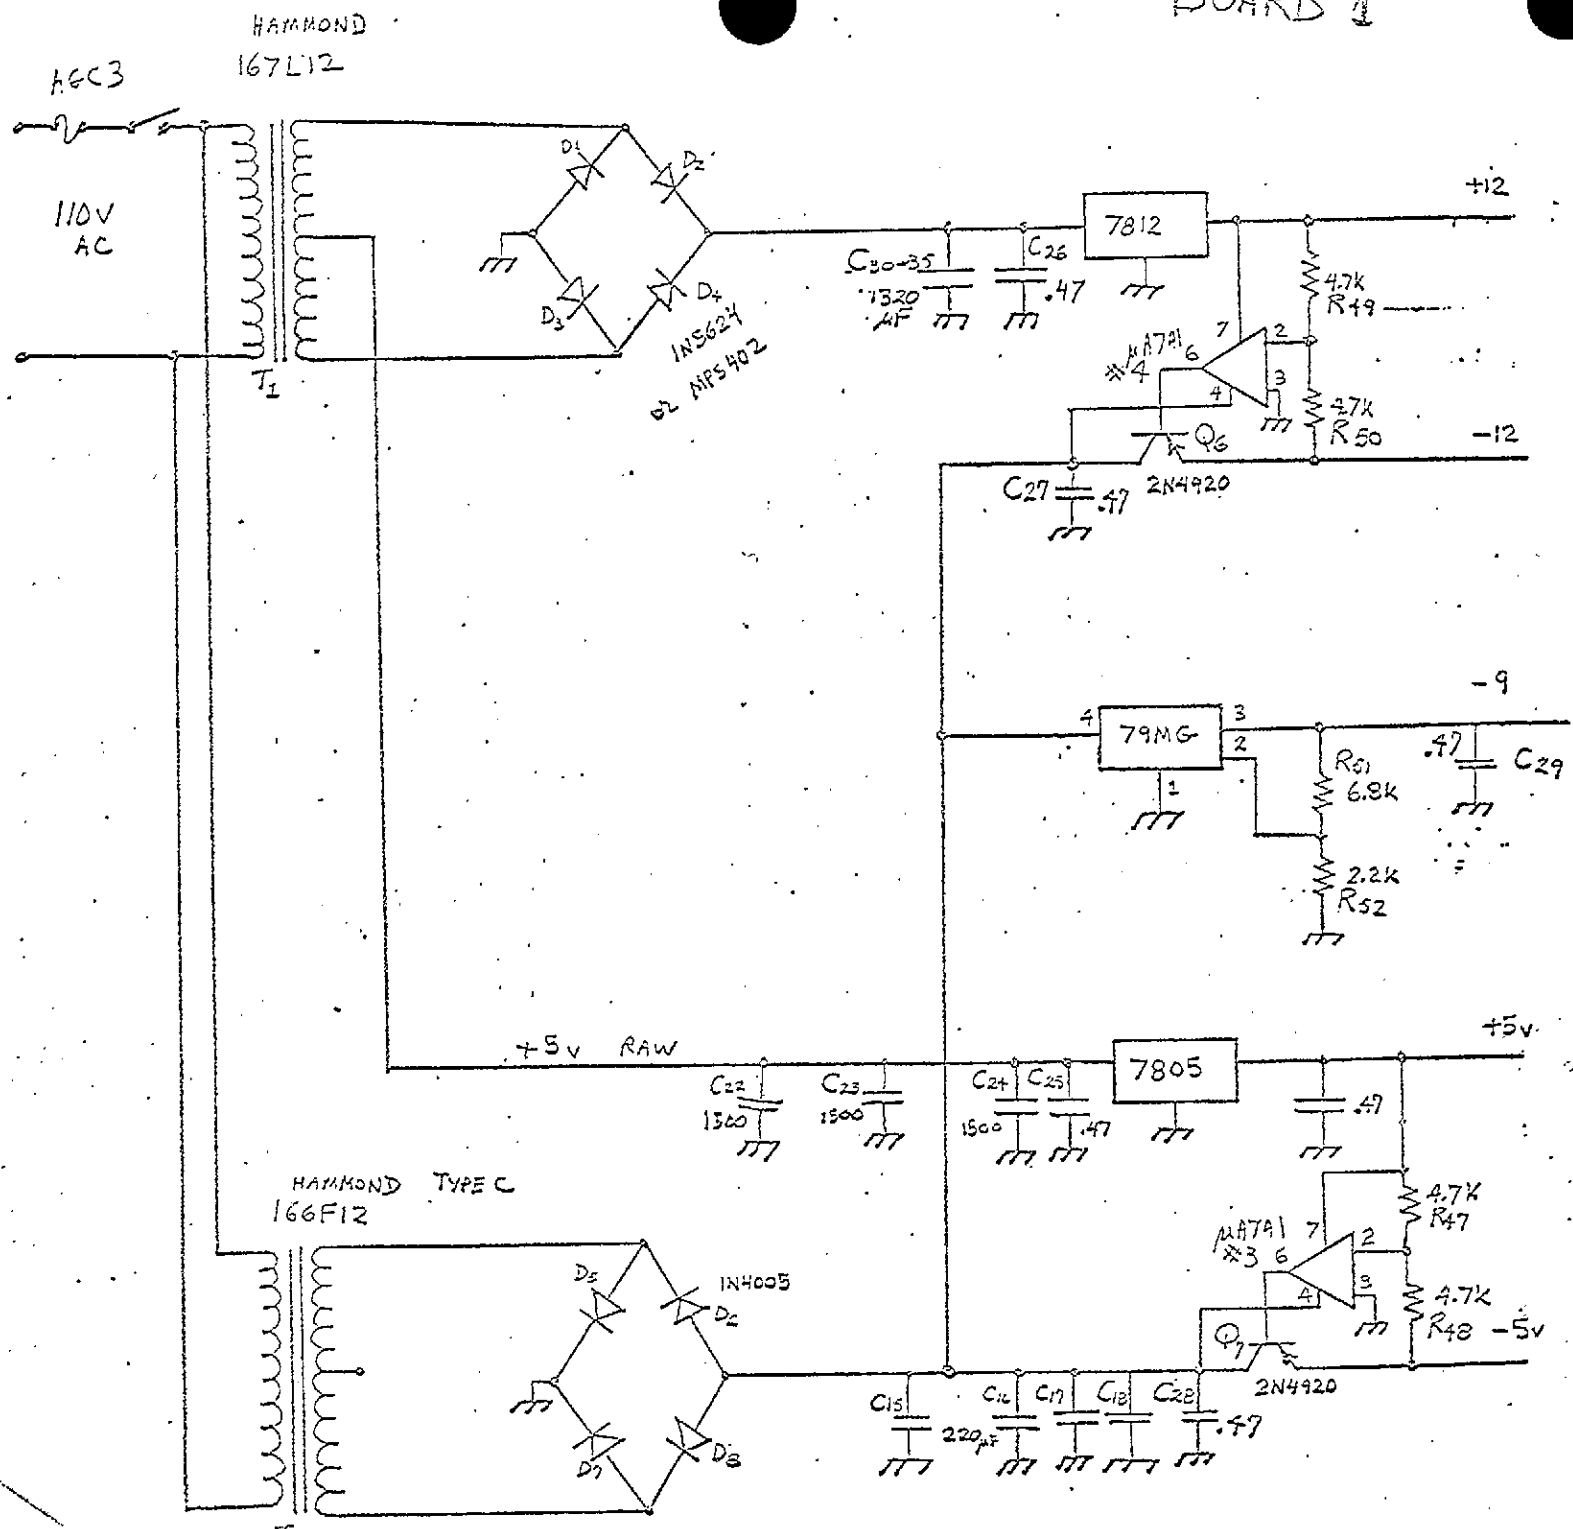 BOARD 1
HAMMOND
167L12
AGC3
110V
AC
T1
D1
D2
D3
D4
1N5624
or MPS402
C30-35
1320
µF
C26
.47
7812
+12
4.7K
R49
µA741
#4
7
6
2
3
4
4.7K
R50
-12
Q6
2N4920
C27
.47
-9
4
79MG
3
2
1
R51
6.8K
.47
C29
2.2K
R52
+5v RAW
C22
1500
C23
1500
C24
1500
C25
.47
7805
+5v
.47
HAMMOND TYPE C
166F12
D5
1N4005
D6
D7
D8
µA741
#3
7
6
2
3
4
4.7K
R47
4.7K
R48
-5v
Q7
2N4920
C15
C16
220µF
C17
C18
C28
.47